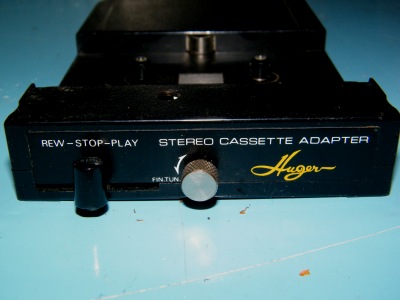 REW-STOP-PLAY STEREO CASSETTE ADAPTER
FIN.TUN. Huger